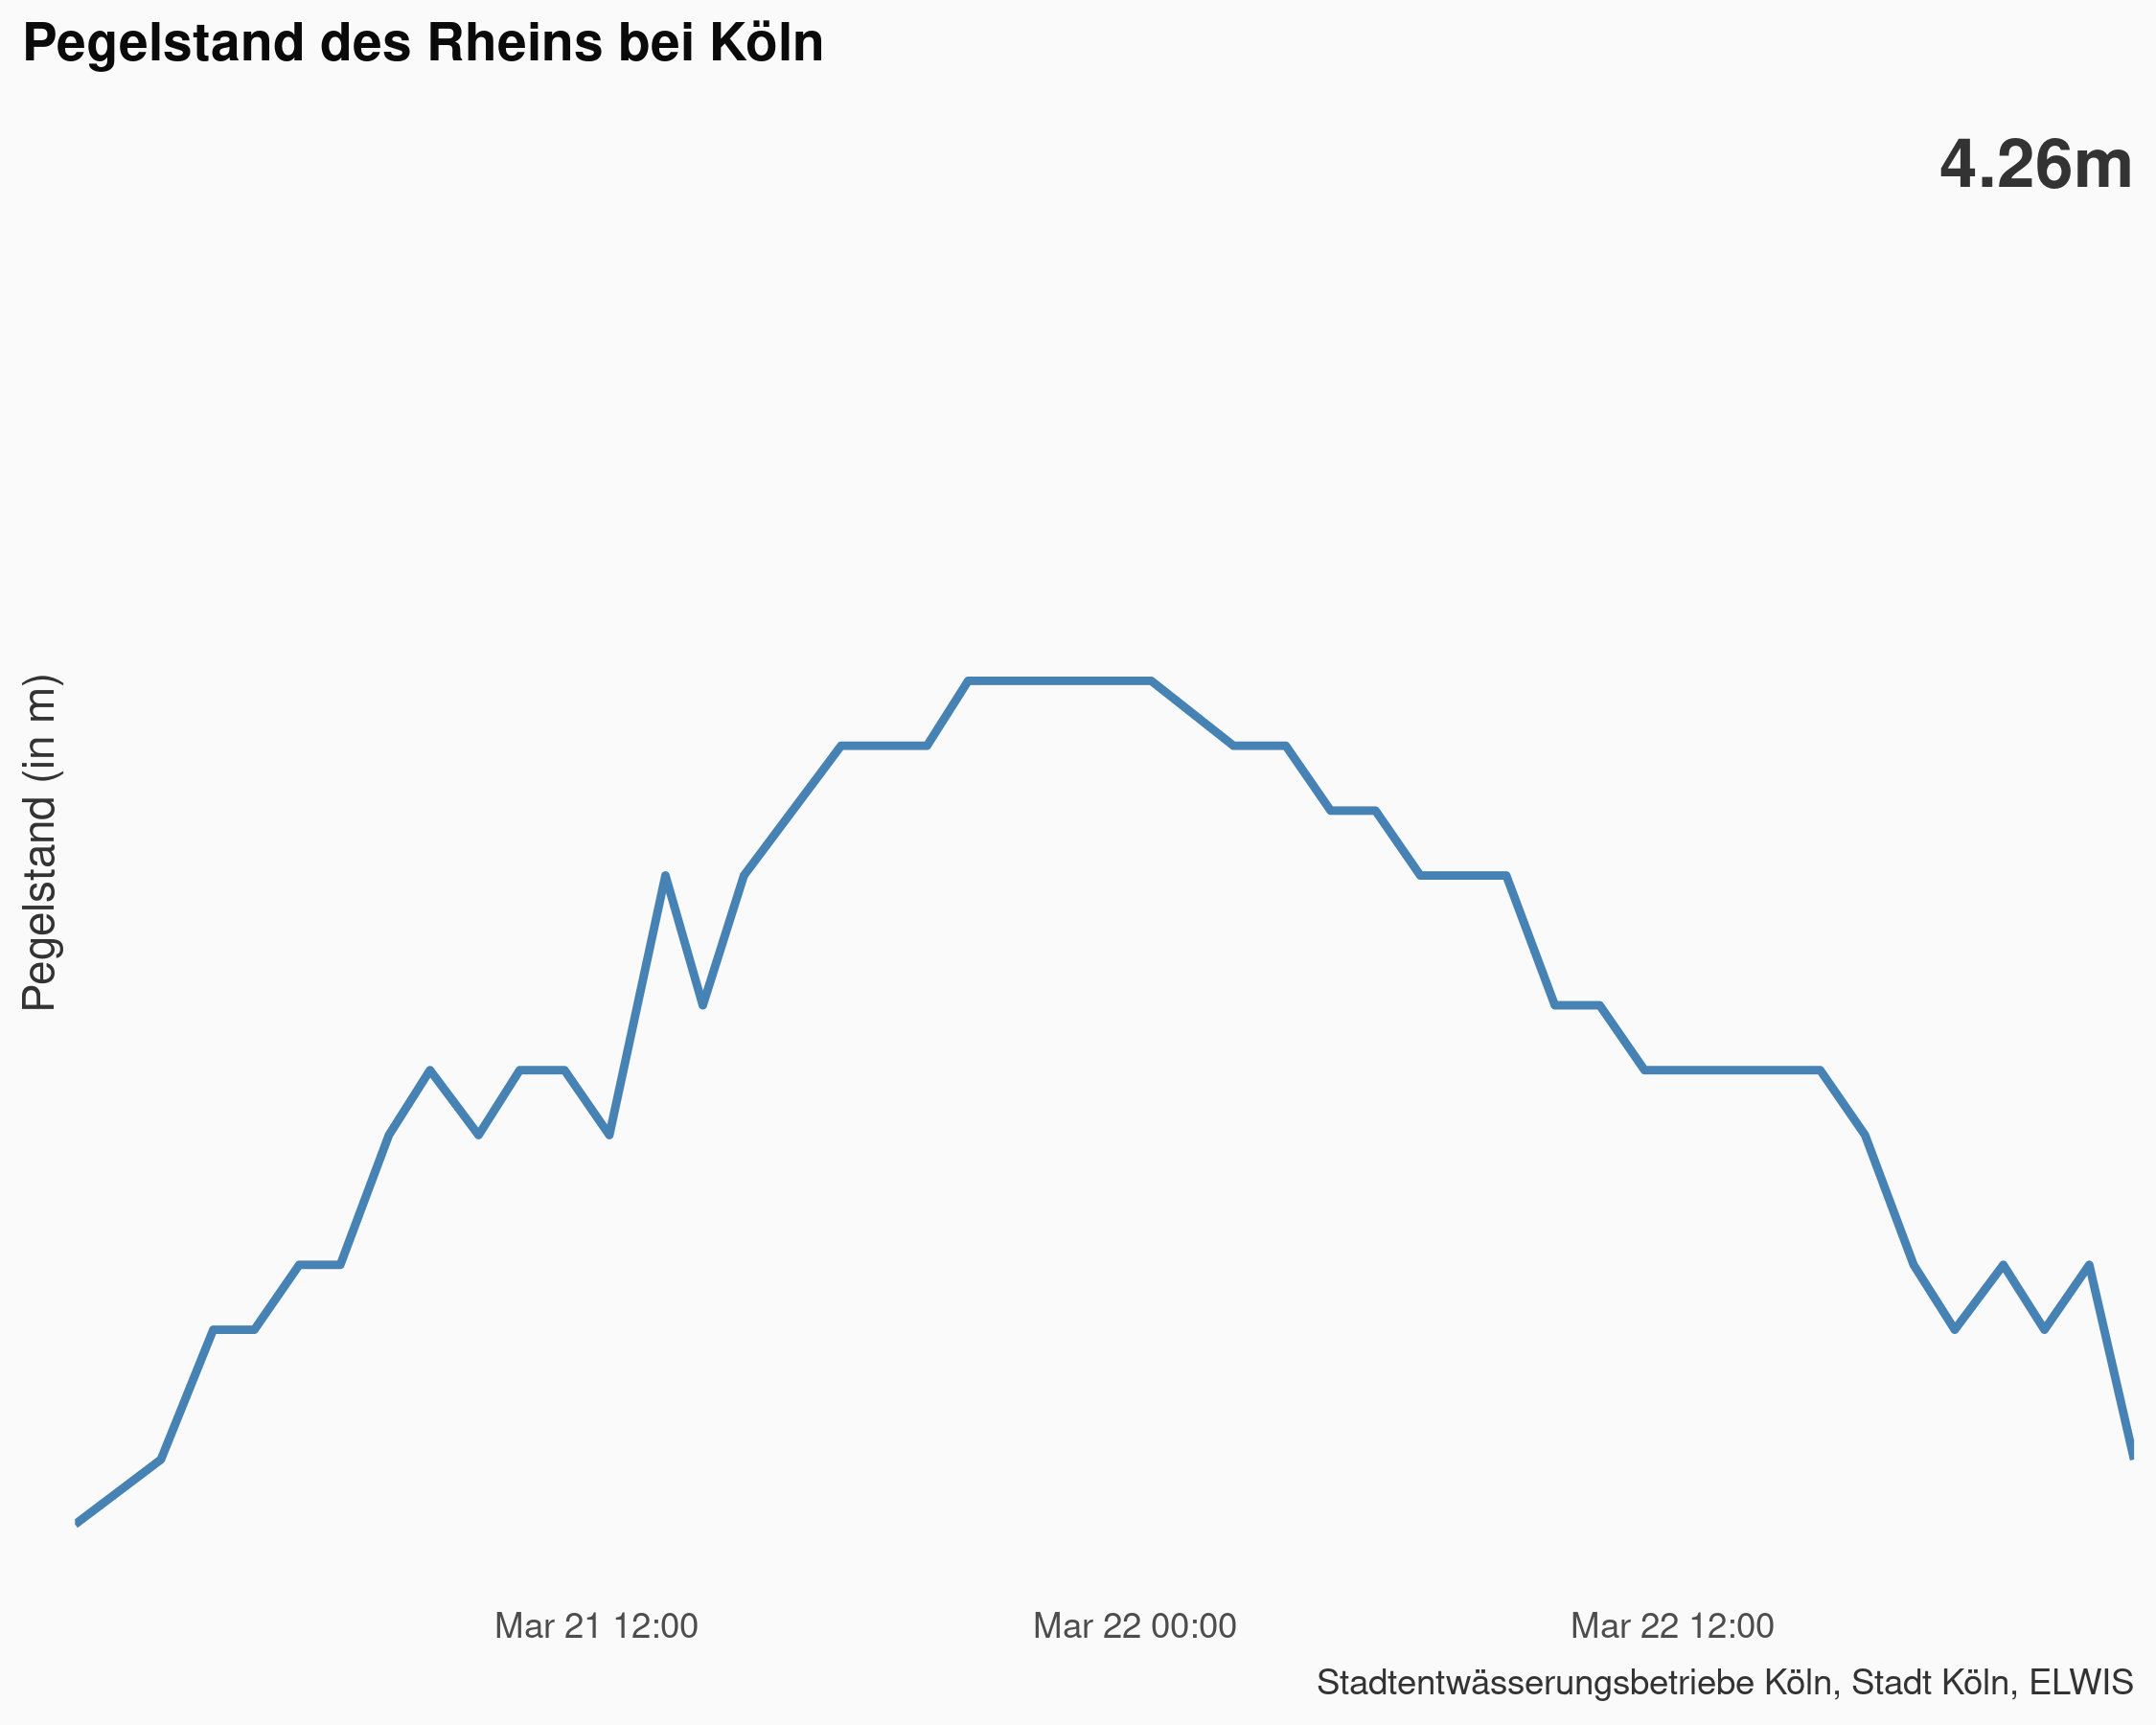 Pegelstand des Rheins bei Köln
4.26m
Pegelstand (in m)
Mar 21 12:00
Mar 22 00:00
Mar 22 12:00
Stadtentwässerungsbetriebe Köln, Stadt Köln, ELWIS